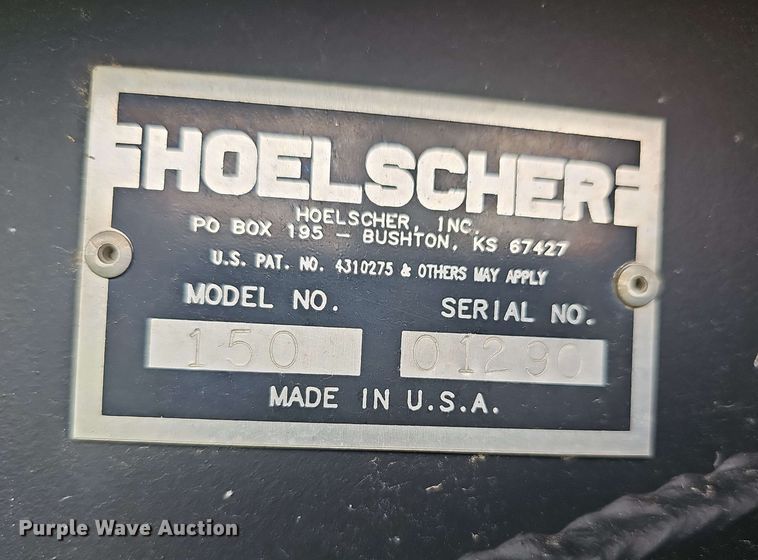 HOELSCHER
HOELSCHER, INC.
PO BOX 195 - BUSHTON, KS 67427
U.S. PAT. NO. 4310275 & OTHERS MAY APPLY
MODEL NO. SERIAL NO.
150 01290
MADE IN U.S.A.
Purple Wave Auction